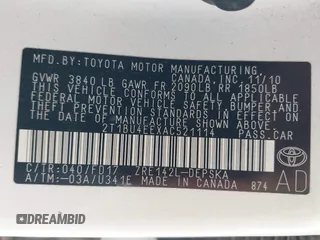 MFD.BY:TOYOTA MOTOR MANUFACTURING
CANADA, INC. 11/10
GVWR 3840LB GAWR FR 2090LB RR 1850LB
THIS VEHICLE CONFORMS TO ALL APPLICABLE
FEDERAL MOTOR VEHICLE SAFETY, BUMPER, AND
THEFT PREVENTION STANDARDS IN EFFECT ON
THE DATE OF MANUFACTURE SHOWN ABOVE.
2T1BU4EEXAC521114 PASS.CAR
C/TR:040/FD17 ZRE142L-DEPSKA
A/TM:-03A/U341E MADE IN CANADA 874
TOYOTA
AD
© DREAMBID